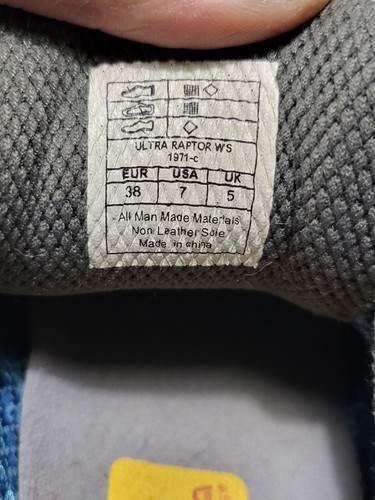 ULTRA RAPTOR WS
1971-c
EUR USA UK
38 7 5
All Man Made Materials
Non Leather Sole
Made in china